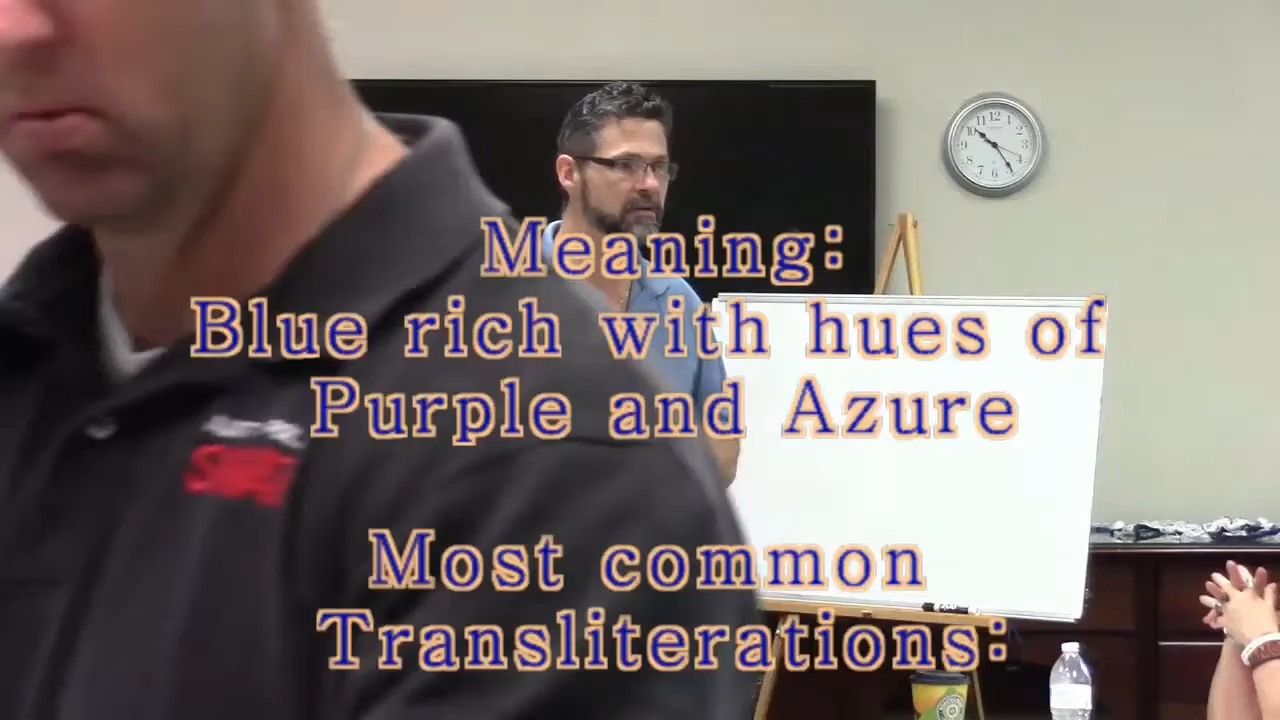 Meaning:
Blue rich with hues of
Purple and Azure
Most common
Transliterations: